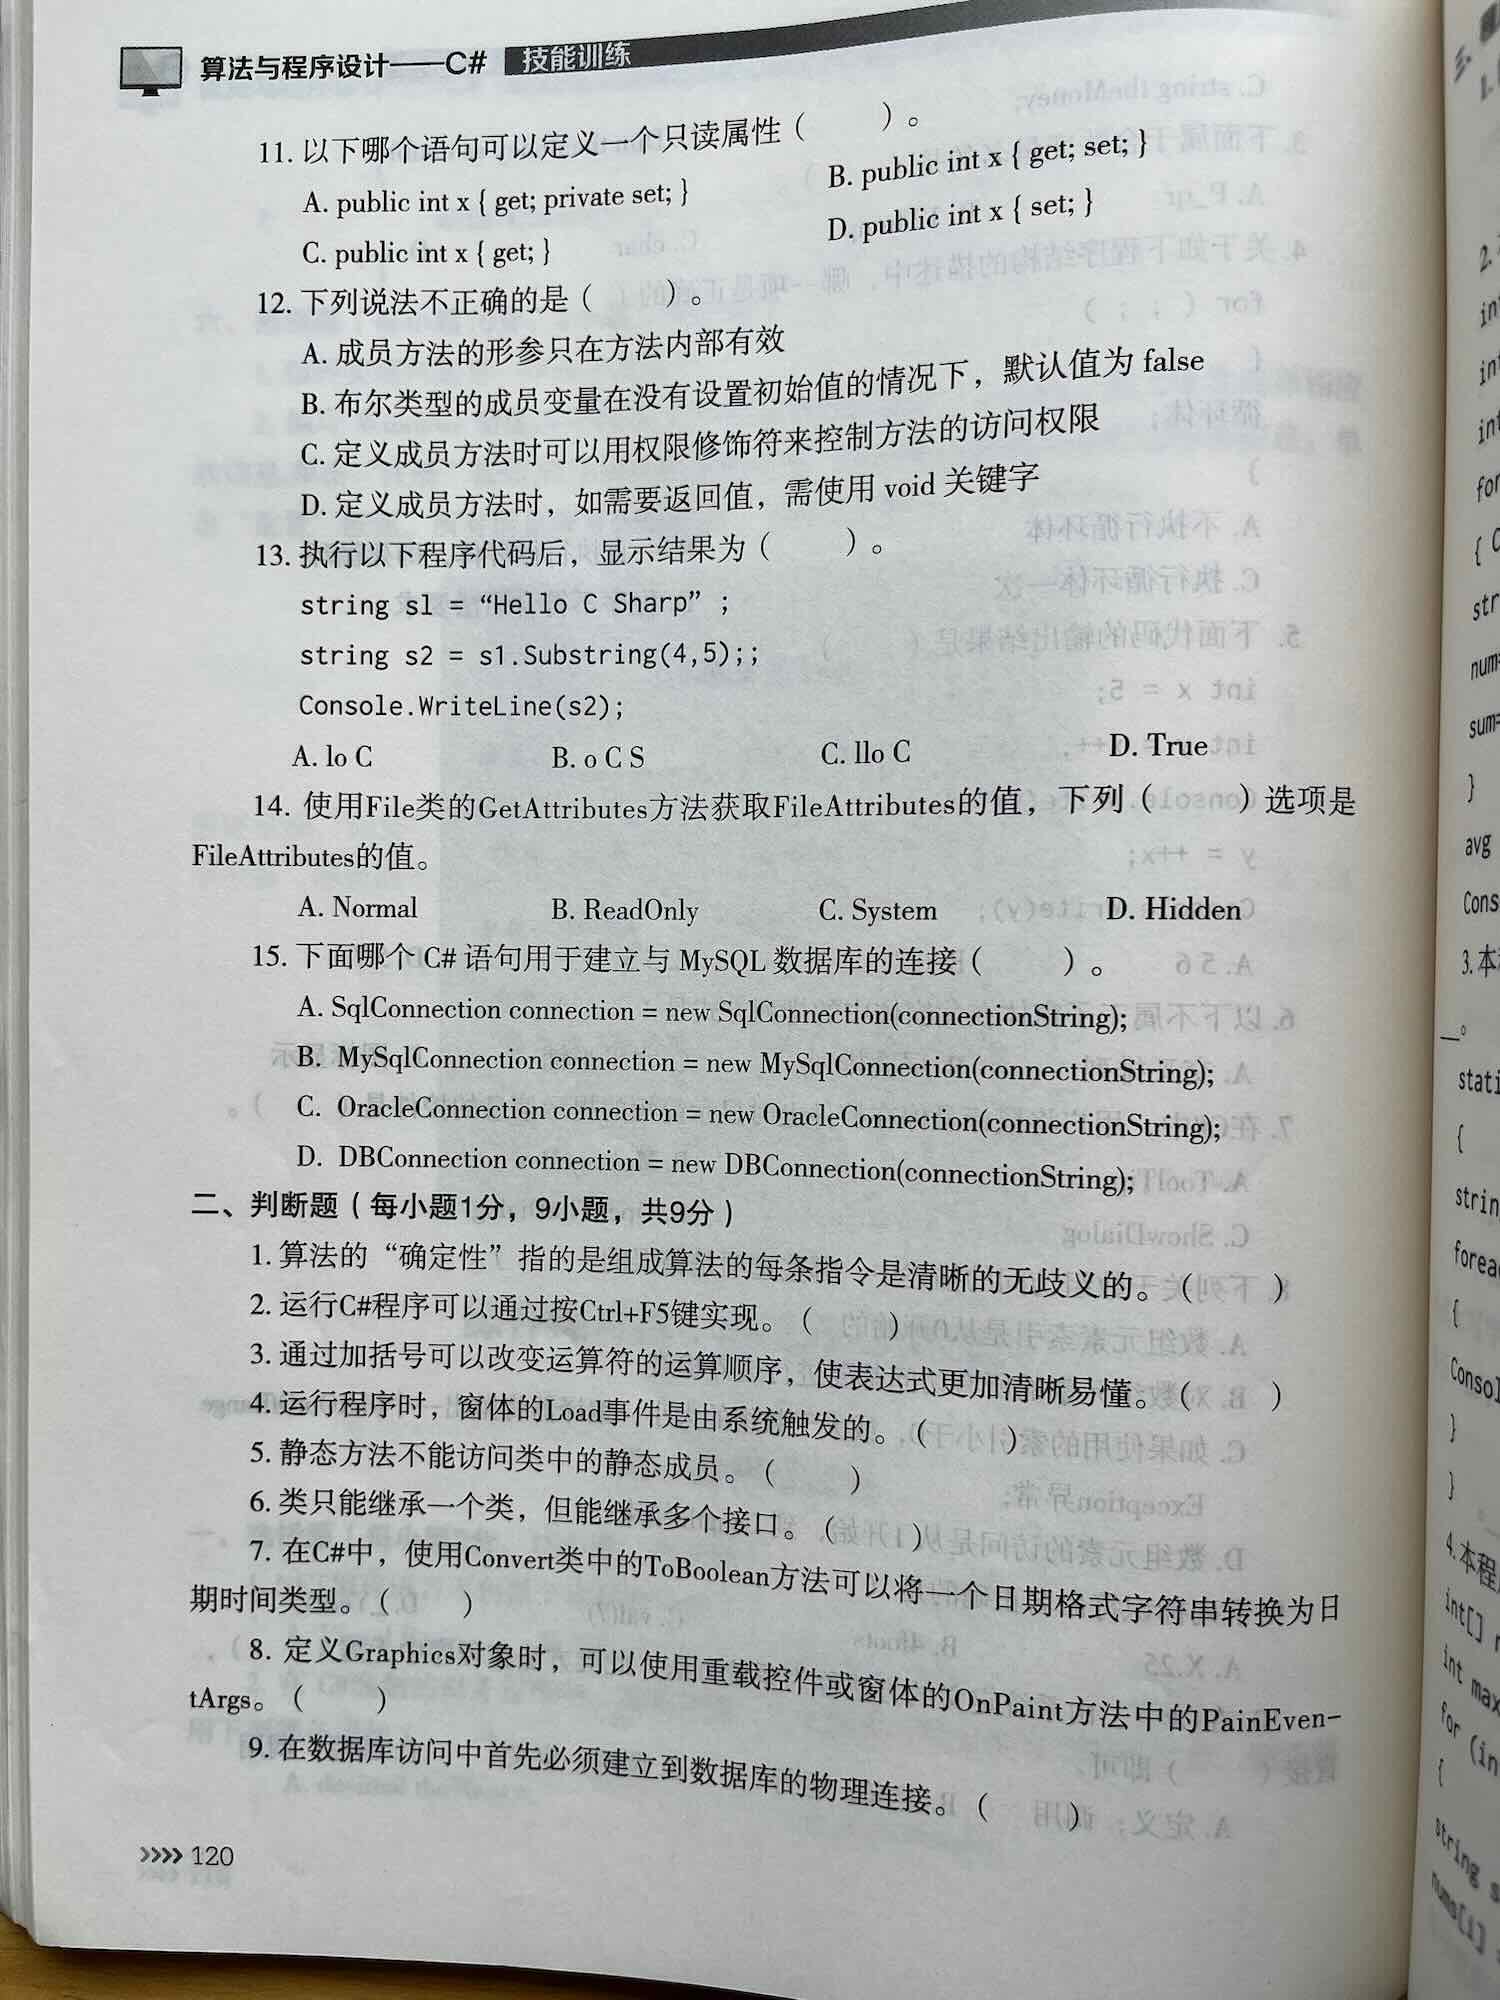 算法与程序设计——C# 技能训练
11. 以下哪个语句可以定义一个只读属性（　　）。
A. public int x { get; private set; }
B. public int x { get; set; }
C. public int x { get; }
D. public int x { set; }
12. 下列说法不正确的是（　　）。
A. 成员方法的形参只在方法内部有效
B. 布尔类型的成员变量在没有设置初始值的情况下，默认值为 false
C. 定义成员方法时可以用权限修饰符来控制方法的访问权限
D. 定义成员方法时，如需要返回值，需使用 void 关键字
13. 执行以下程序代码后，显示结果为（　　）。
string sl = “Hello C Sharp” ;
string s2 = s1.Substring(4,5);;
Console.WriteLine(s2);
A. lo C B. o C S C. llo C D. True
14. 使用File类的GetAttributes方法获取FileAttributes的值，下列（　　）选项是
FileAttributes的值。
A. Normal B. ReadOnly C. System D. Hidden
15. 下面哪个 C# 语句用于建立与 MySQL 数据库的连接（　　）。
A. SqlConnection connection = new SqlConnection(connectionString);
B. MySqlConnection connection = new MySqlConnection(connectionString);
C. OracleConnection connection = new OracleConnection(connectionString);
D. DBConnection connection = new DBConnection(connectionString);
二、判断题（每小题1分，9小题，共9分）
1. 算法的“确定性”指的是组成算法的每条指令是清晰的无歧义的。（　　）
2. 运行C#程序可以通过按Ctrl+F5键实现。（　　）
3. 通过加括号可以改变运算符的运算顺序，使表达式更加清晰易懂。（　　）
4. 运行程序时，窗体的Load事件是由系统触发的。（　　）
5. 静态方法不能访问类中的静态成员。（　　）
6. 类只能继承一个类，但能继承多个接口。（　　）
7. 在C#中，使用Convert类中的ToBoolean方法可以将一个日期格式字符串转换为日
期时间类型。（　　）
8. 定义Graphics对象时，可以使用重载控件或窗体的OnPaint方法中的PainEven-
tArgs。（　　）
9. 在数据库访问中首先必须建立到数据库的物理连接。（　　）
>>>> 120